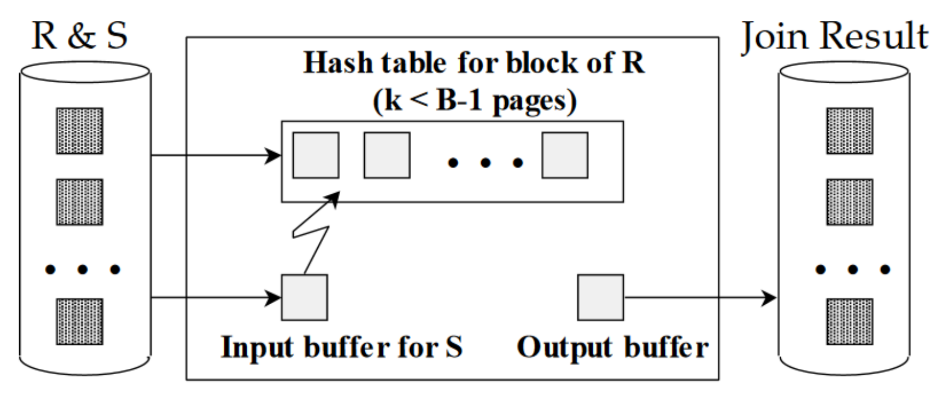 R & S
Hash table for block of R
(k < B-1 pages)
Join Result
• • •
• • •
• • •
Input buffer for S
Output buffer